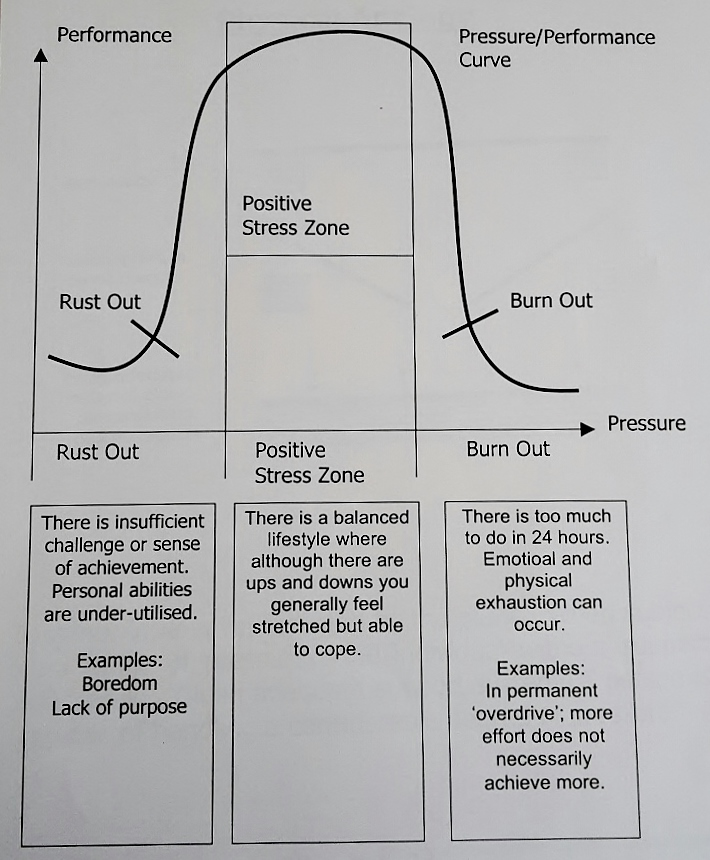 Performance
Pressure/Performance
Curve
Positive
Stress Zone
Rust Out
Burn Out
Pressure
Rust Out
Positive
Stress Zone
Burn Out
There is insufficient
challenge or sense
of achievement.
Personal abilities
are under-utilised.
Examples:
Boredom
Lack of purpose
There is a balanced
lifestyle where
although there are
ups and downs you
generally feel
stretched but able
to cope.
There is too much
to do in 24 hours.
Emotioal and
physical
exhaustion can
occur.
Examples:
In permanent
‘overdrive’; more
effort does not
necessarily
achieve more.